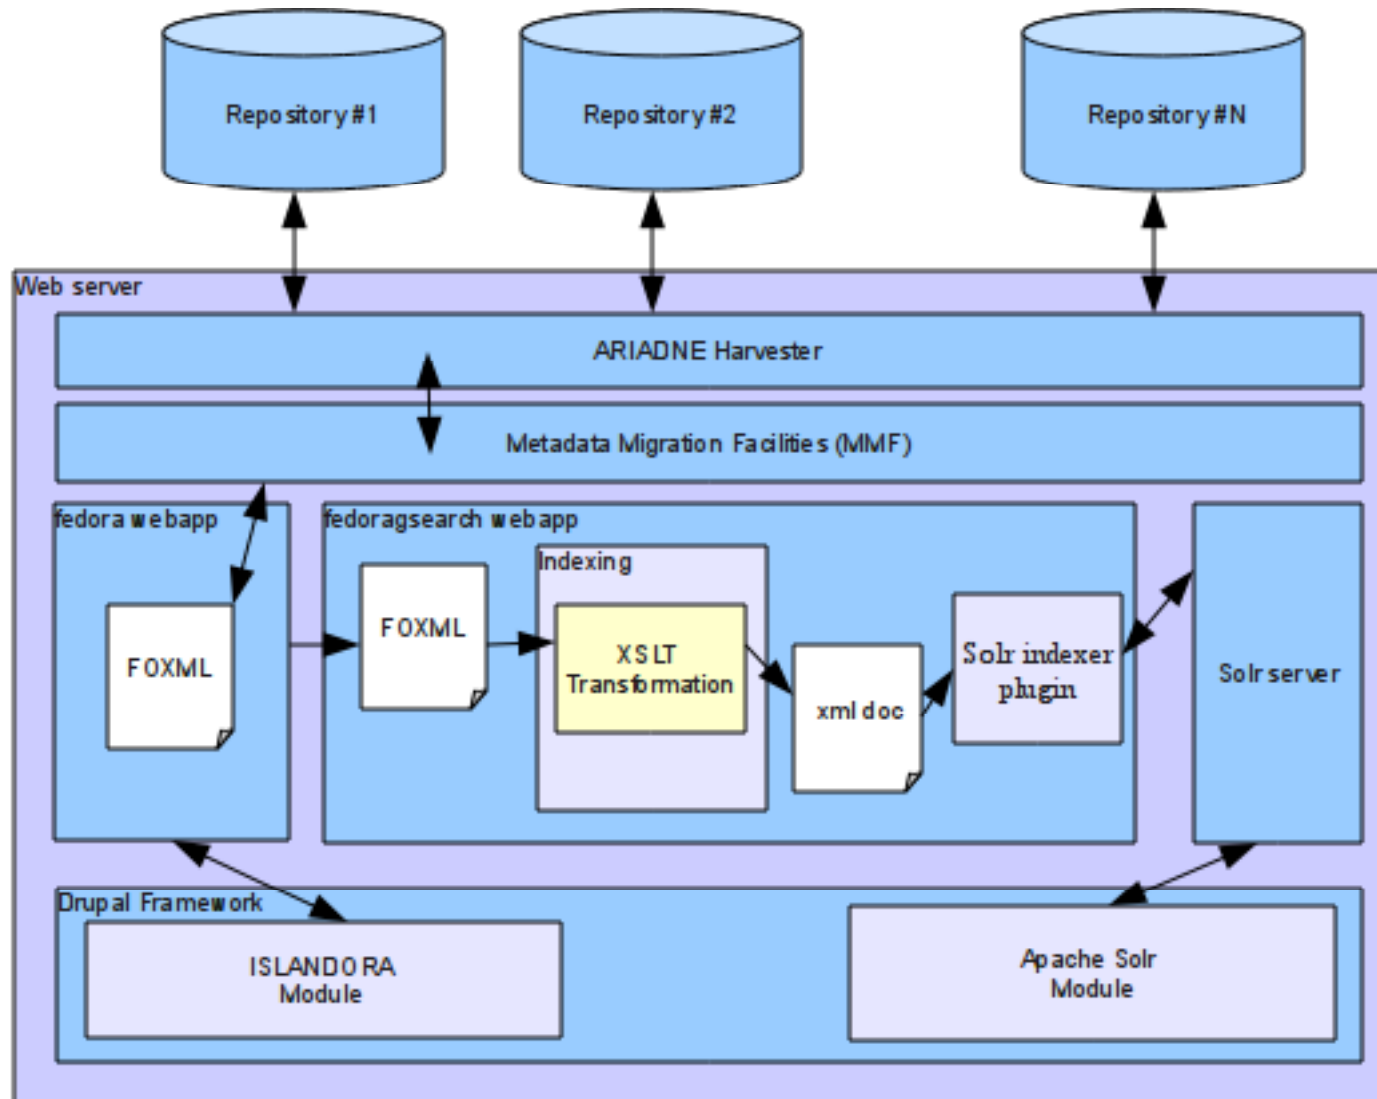 Repository #1
Repository #2
Repository #N
Web server
ARIADNE Harvester
Metadata Migration Facilities (MMF)
fedora webapp
fedoragsearch webapp
Indexing
FOXML
FOXML
XSLT
Transformation
xml doc
Solr indexer
plugin
Solr server
Drupal Framework
ISLANDORA
Module
Apache Solr
Module